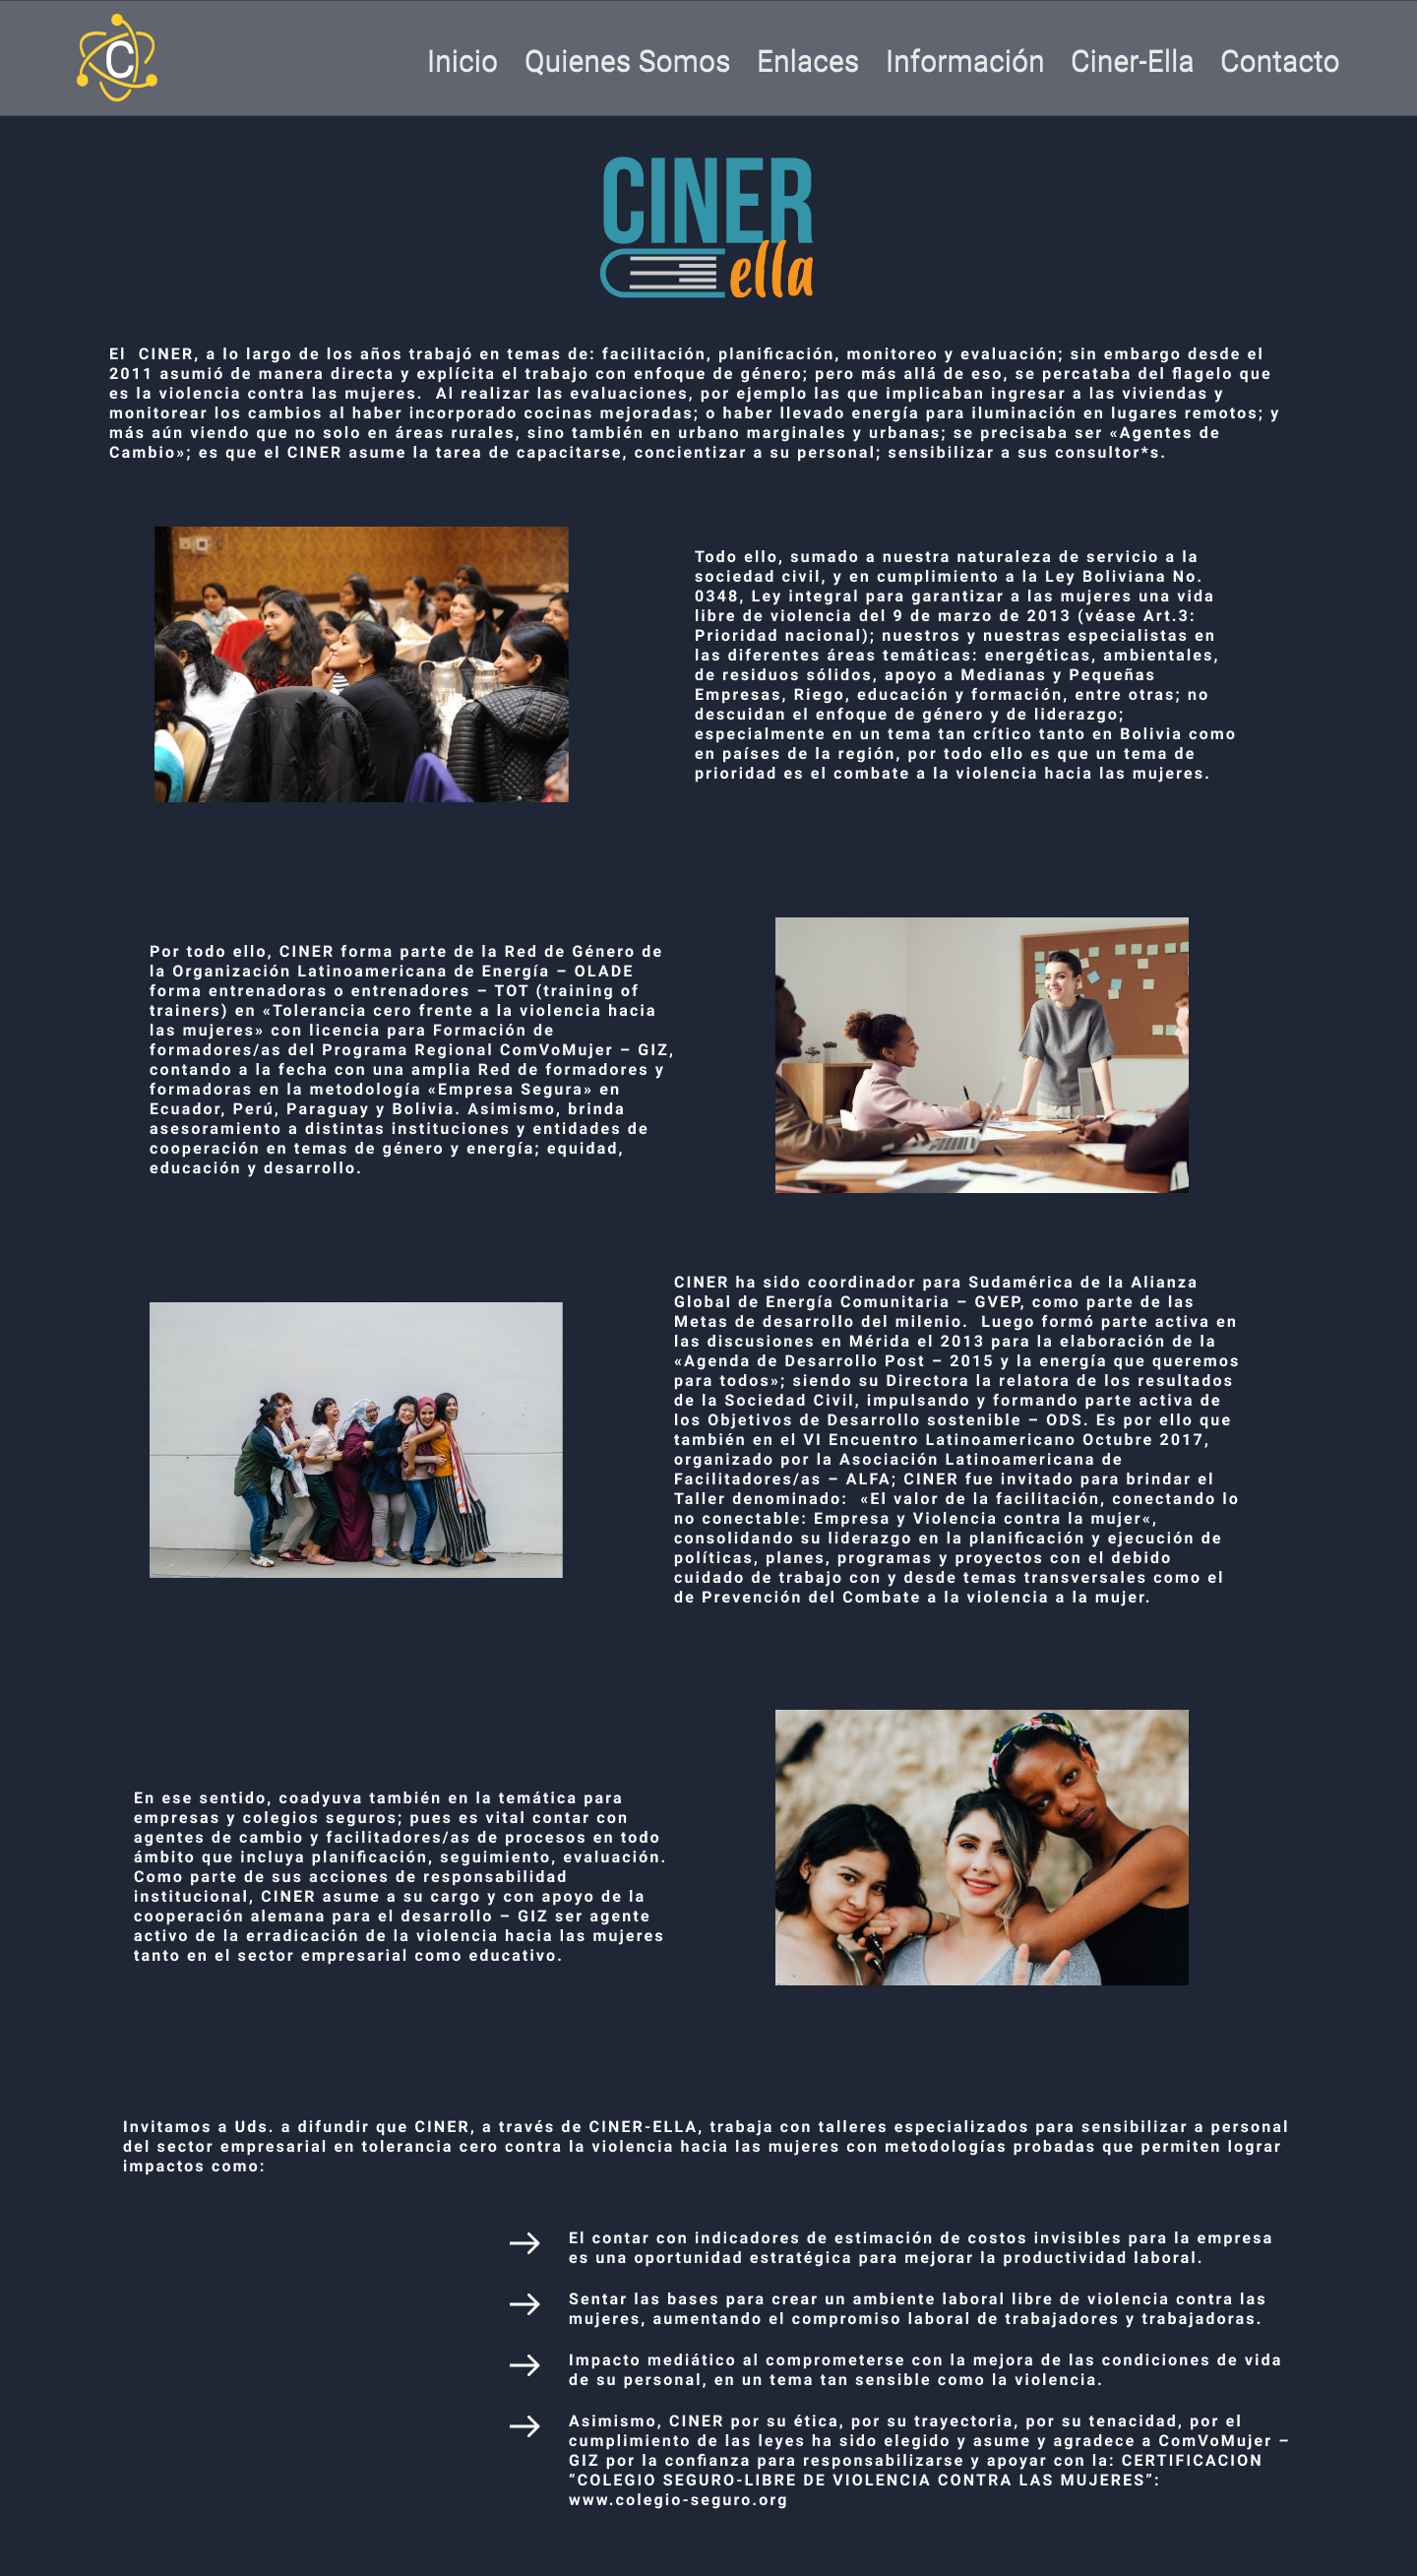 C
Inicio Quienes Somos Enlaces Información Ciner-Ella Contacto
CINER
ella
El  CINER, a lo largo de los años trabajó en temas de: facilitación, planificación, monitoreo y evaluación; sin embargo desde el
2011 asumió de manera directa y explícita el trabajo con enfoque de género; pero más allá de eso, se percataba del flagelo que
es la violencia contra las mujeres.  Al realizar las evaluaciones, por ejemplo las que implicaban ingresar a las viviendas y
monitorear los cambios al haber incorporado cocinas mejoradas; o haber llevado energía para iluminación en lugares remotos; y
más aún viendo que no solo en áreas rurales, sino también en urbano marginales y urbanas; se precisaba ser «Agentes de
Cambio»; es que el CINER asume la tarea de capacitarse, concientizar a su personal; sensibilizar a sus consultor*s.
Todo ello, sumado a nuestra naturaleza de servicio a la
sociedad civil, y en cumplimiento a la Ley Boliviana No.
0348, Ley integral para garantizar a las mujeres una vida
libre de violencia del 9 de marzo de 2013 (véase Art.3:
Prioridad nacional); nuestros y nuestras especialistas en
las diferentes áreas temáticas: energéticas, ambientales,
de residuos sólidos, apoyo a Medianas y Pequeñas
Empresas, Riego, educación y formación, entre otras; no
descuidan el enfoque de género y de liderazgo;
especialmente en un tema tan crítico tanto en Bolivia como
en países de la región, por todo ello es que un tema de
prioridad es el combate a la violencia hacia las mujeres.
Por todo ello, CINER forma parte de la Red de Género de
la Organización Latinoamericana de Energía – OLADE
forma entrenadoras o entrenadores – TOT (training of
trainers) en «Tolerancia cero frente a la violencia hacia
las mujeres» con licencia para Formación de
formadores/as del Programa Regional ComVoMujer – GIZ,
contando a la fecha con una amplia Red de formadores y
formadoras en la metodología «Empresa Segura» en
Ecuador, Perú, Paraguay y Bolivia. Asimismo, brinda
asesoramiento a distintas instituciones y entidades de
cooperación en temas de género y energía; equidad,
educación y desarrollo.
CINER ha sido coordinador para Sudamérica de la Alianza
Global de Energía Comunitaria – GVEP, como parte de las
Metas de desarrollo del milenio.  Luego formó parte activa en
las discusiones en Mérida el 2013 para la elaboración de la
«Agenda de Desarrollo Post – 2015 y la energía que queremos
para todos»; siendo su Directora la relatora de los resultados
de la Sociedad Civil, impulsando y formando parte activa de
los Objetivos de Desarrollo sostenible – ODS. Es por ello que
también en el VI Encuentro Latinoamericano Octubre 2017,
organizado por la Asociación Latinoamericana de
Facilitadores/as – ALFA; CINER fue invitado para brindar el
Taller denominado:  «El valor de la facilitación, conectando lo
no conectable: Empresa y Violencia contra la mujer«,
consolidando su liderazgo en la planificación y ejecución de
políticas, planes, programas y proyectos con el debido
cuidado de trabajo con y desde temas transversales como el
de Prevención del Combate a la violencia a la mujer.
En ese sentido, coadyuva también en la temática para
empresas y colegios seguros; pues es vital contar con
agentes de cambio y facilitadores/as de procesos en todo
ámbito que incluya planificación, seguimiento, evaluación.
Como parte de sus acciones de responsabilidad
institucional, CINER asume a su cargo y con apoyo de la
cooperación alemana para el desarrollo – GIZ ser agente
activo de la erradicación de la violencia hacia las mujeres
tanto en el sector empresarial como educativo.
Invitamos a Uds. a difundir que CINER, a través de CINER-ELLA, trabaja con talleres especializados para sensibilizar a personal
del sector empresarial en tolerancia cero contra la violencia hacia las mujeres con metodologías probadas que permiten lograr
impactos como:
El contar con indicadores de estimación de costos invisibles para la empresa
es una oportunidad estratégica para mejorar la productividad laboral.
Sentar las bases para crear un ambiente laboral libre de violencia contra las
mujeres, aumentando el compromiso laboral de trabajadores y trabajadoras.
Impacto mediático al comprometerse con la mejora de las condiciones de vida
de su personal, en un tema tan sensible como la violencia.
Asimismo, CINER por su ética, por su trayectoria, por su tenacidad, por el
cumplimiento de las leyes ha sido elegido y asume y agradece a ComVoMujer –
GIZ por la confianza para responsabilizarse y apoyar con la: CERTIFICACION
“COLEGIO SEGURO-LIBRE DE VIOLENCIA CONTRA LAS MUJERES”:
www.colegio-seguro.org